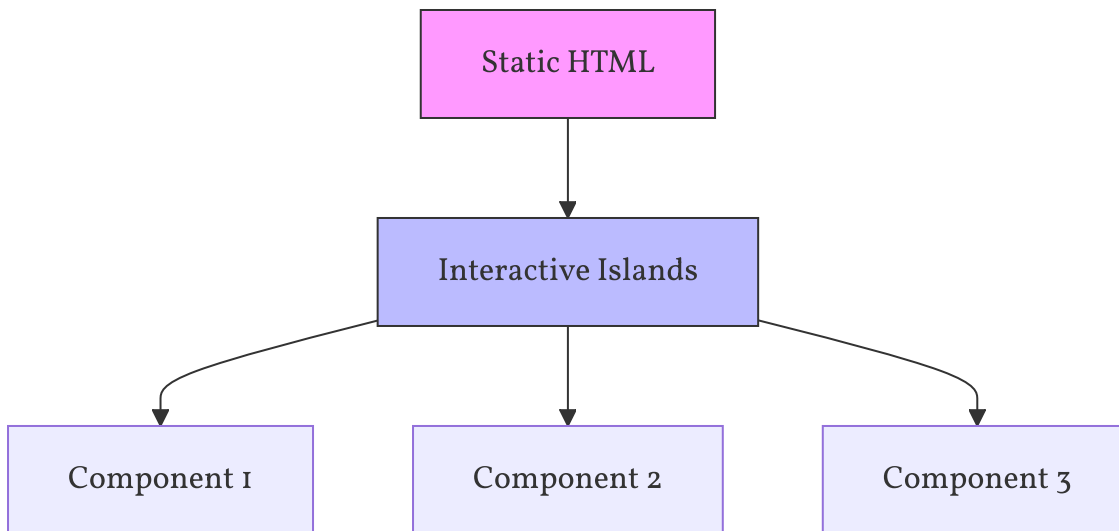 Static HTML
Interactive Islands
Component 1
Component 2
Component 3